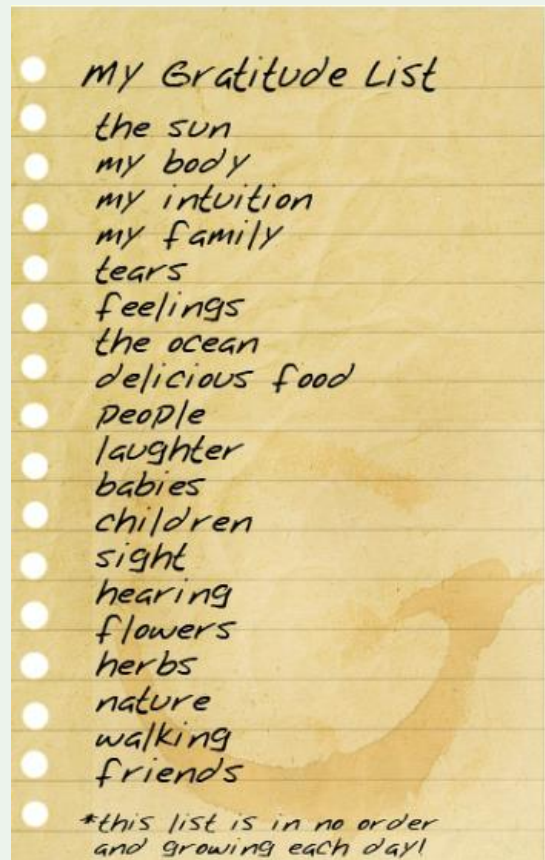 My Gratitude List
the sun
my body
my intuition
my family
tears
feelings
the ocean
delicious food
people
laughter
babies
children
sight
hearing
flowers
herbs
nature
walking
friends
*this list is in no order
and growing each day!